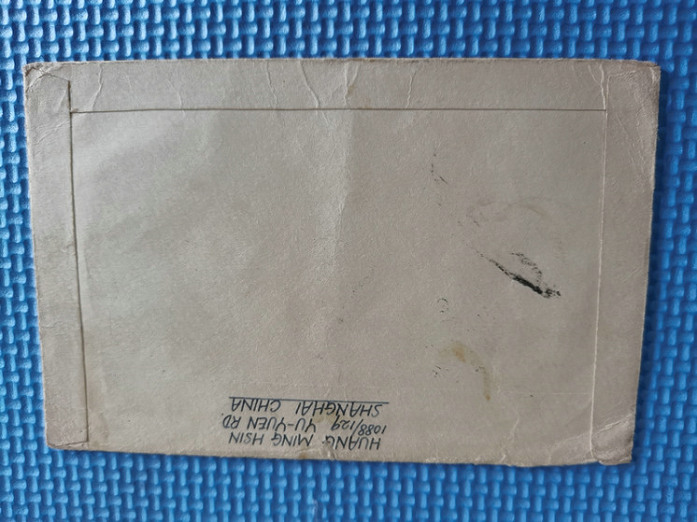 HUANG MING HSIN
1088/129 YU-YUEN RD.
SHANGHAI CHINA